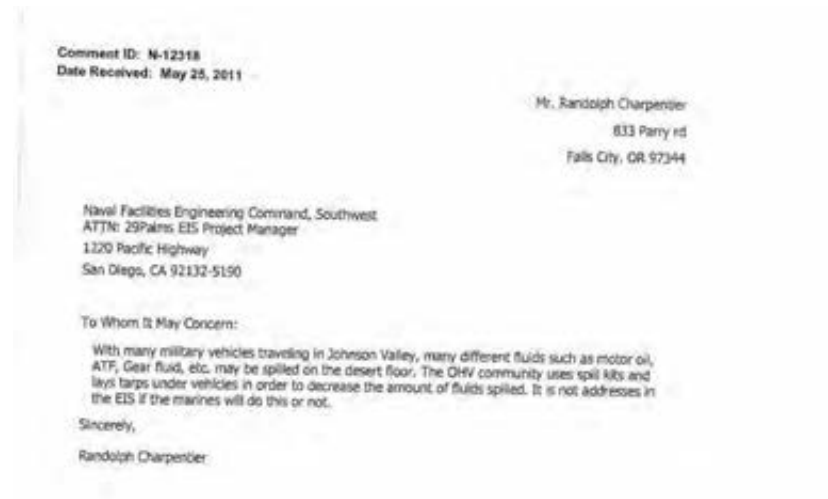 Comment ID: N-12318
Date Received: May 25, 2011
Mr. Randolph Charpentier
833 Parry rd
Falls City, OR 97344
Naval Facilities Engineering Command, Southwest
ATTN: 29Palms EIS Project Manager
1220 Pacific Highway
San Diego, CA 92132-5190
To Whom It May Concern:
With many military vehicles traveling in Johnson Valley, many different fluids such as motor oil,
ATF, Gear fluid, etc. may be spilled on the desert floor. The OHV community uses spill kits and
lays tarps under vehicles in order to decrease the amount of fluids spilled. It is not addresses in
the EIS if the marines will do this or not.
Sincerely,
Randolph Charpentier